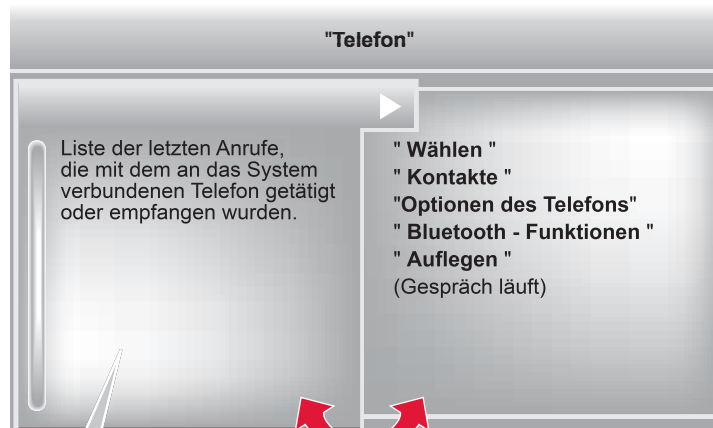 "Telefon"
Liste der letzten Anrufe,
die mit dem an das System
verbundenen Telefon getätigt
oder empfangen wurden.
" Wählen "
" Kontakte "
"Optionen des Telefons"
" Bluetooth - Funktionen "
" Auflegen "
(Gespräch läuft)